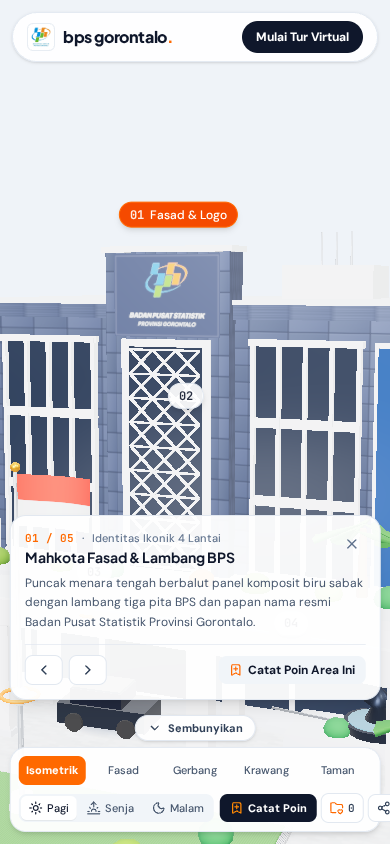 bps gorontalo.
Mulai Tur Virtual
01 Fasad & Logo
BADAN PUSAT STATISTIK
PROVINSI GORONTALO
02
01 / 05 · Identitas Ikonik 4 Lantai
Mahkota Fasad & Lambang BPS
Puncak menara tengah berbalut panel komposit biru sabak
dengan lambang tiga pita BPS dan papan nama resmi
Badan Pusat Statistik Provinsi Gorontalo.
04
Catat Poin Area Ini
Sembunyikan
Isometrik Fasad Gerbang Krawang Taman
Pagi Senja Malam Catat Poin 0